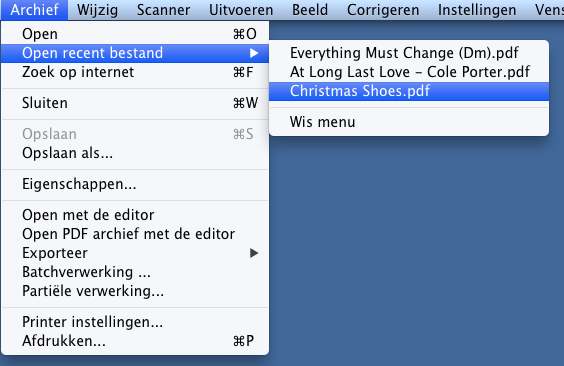 Archief Wijzig Scanner Uitvoeren Beeld Corrigeren Instellingen Vens
Open ⌘O
Open recent bestand ▶
Zoek op internet ⌘F
Sluiten ⌘W
Opslaan ⌘S
Opslaan als...
Eigenschappen...
Open met de editor
Open PDF archief met de editor
Exporteer ▶
Batchverwerking ...
Partiële verwerking...
Printer instellingen...
Afdrukken... ⌘P
Everything Must Change (Dm).pdf
At Long Last Love – Cole Porter.pdf
Christmas Shoes.pdf
Wis menu